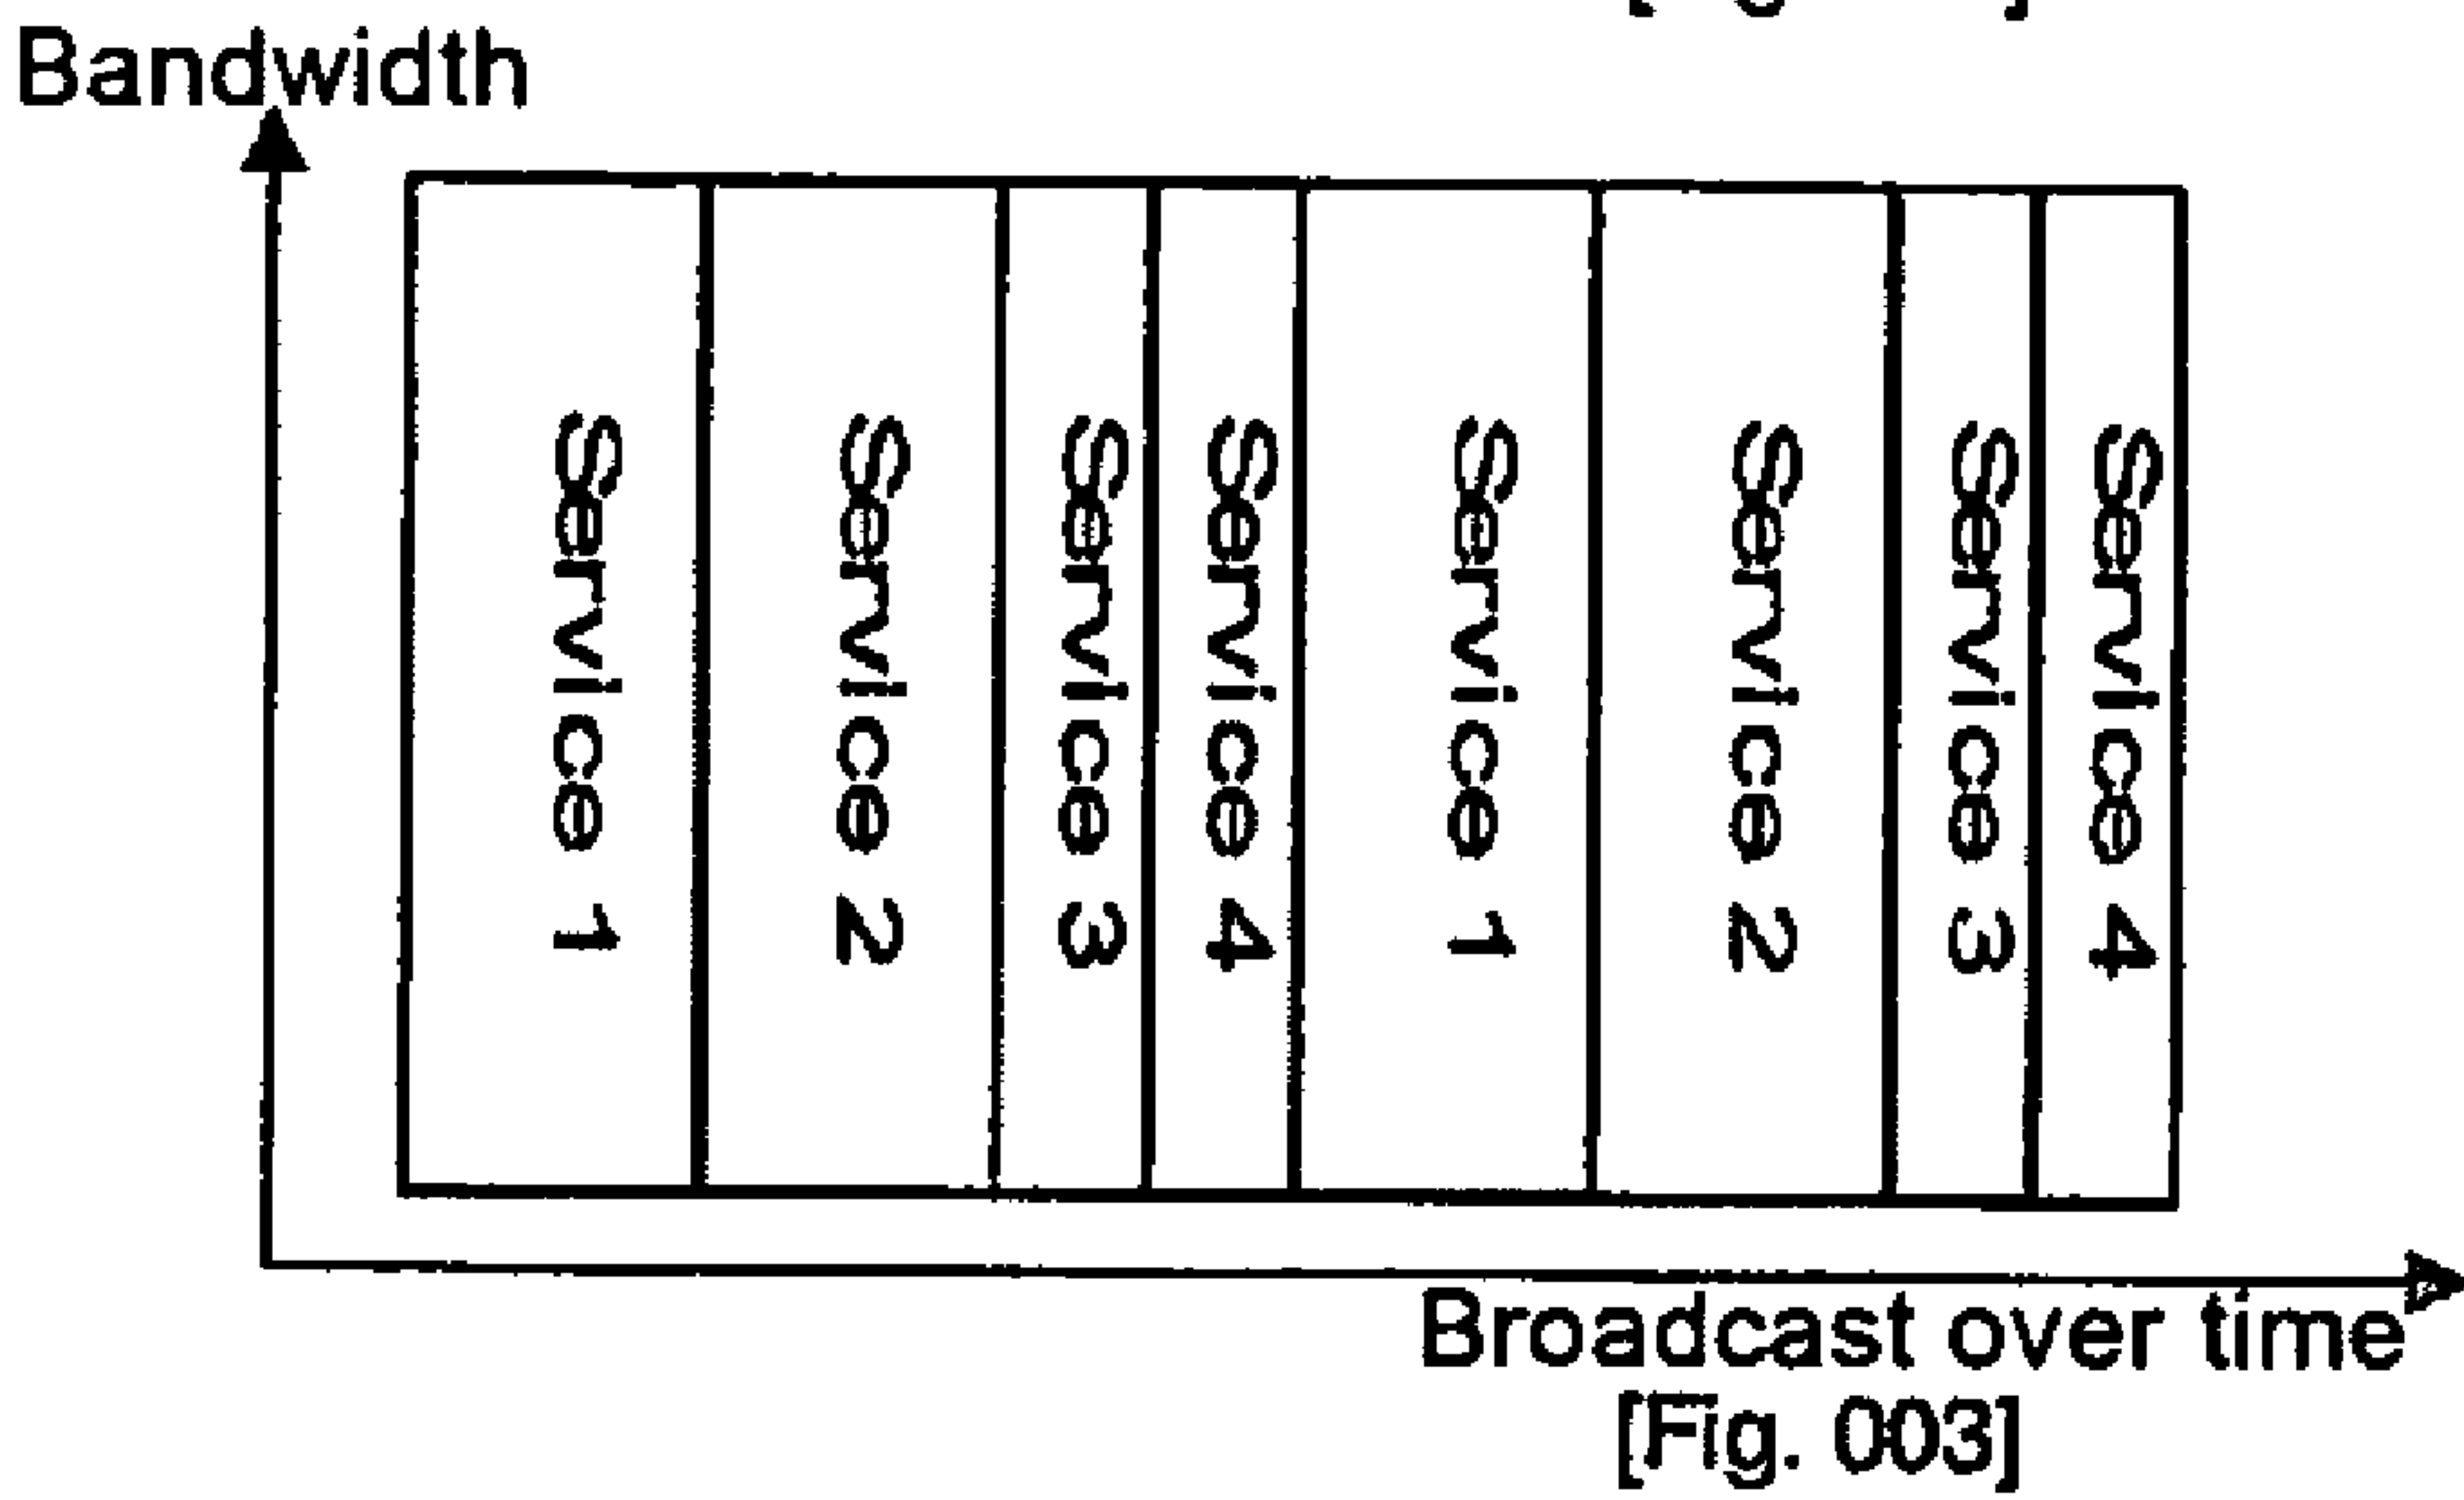 Bandwidth
Service 1
Service 2
Service 3
Service 4
Service 1
Service 2
Service 3
Service 4
Broadcast over time
[Fig. 003]